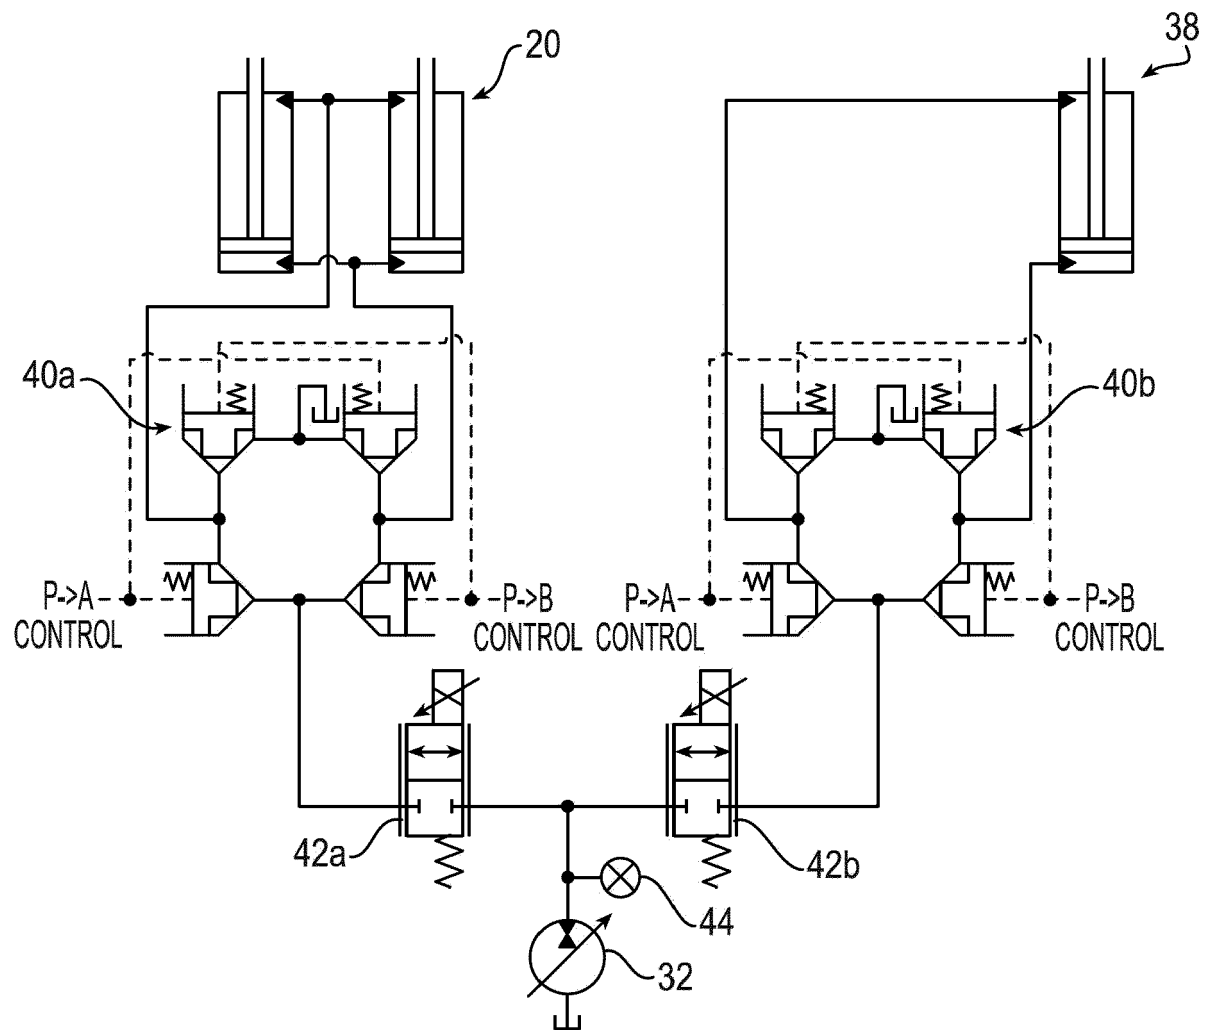 38
20
40a
40b
P->A
CONTROL
P->B
CONTROL
P->A
CONTROL
P->B
CONTROL
42a
42b
44
32